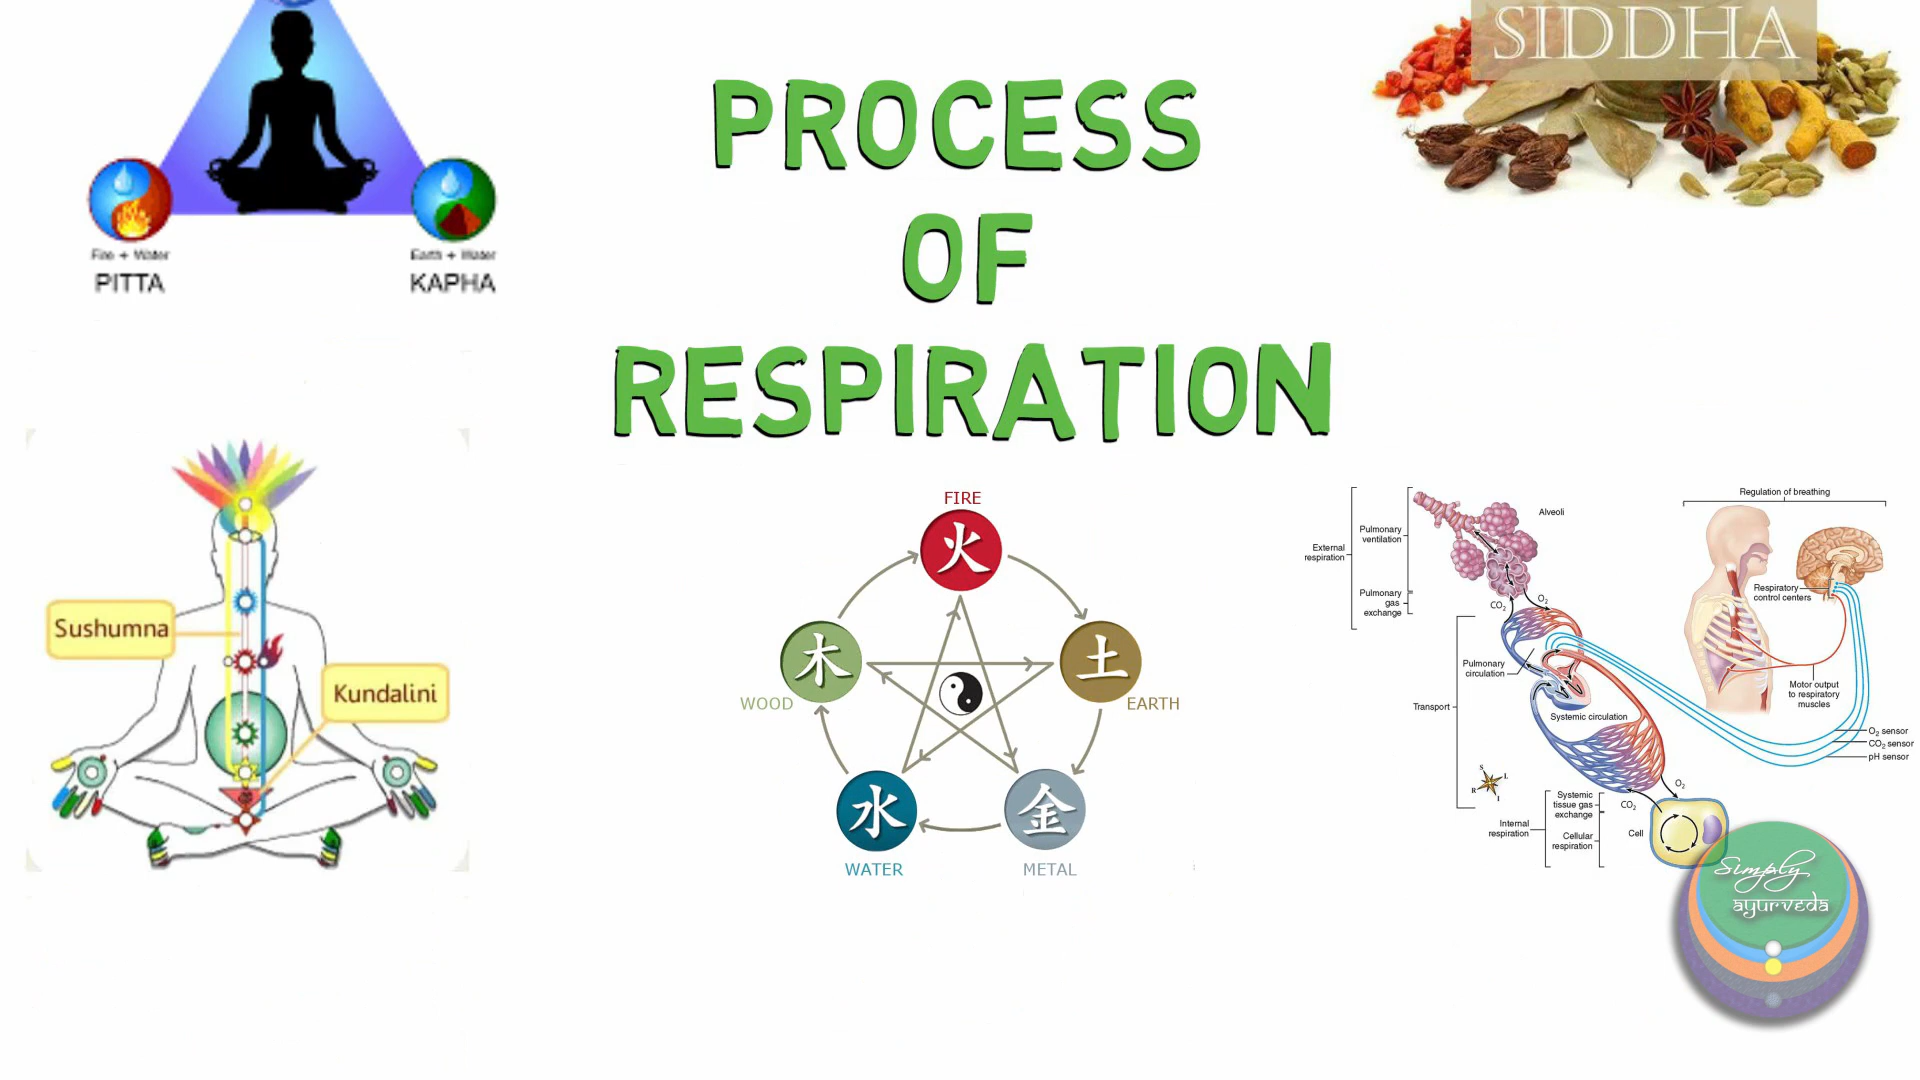 SIDDHA
PROCESS
OF
RESPIRATION
Fire + Water
PITTA
Earth + Water
KAPHA
Sushumna
Kundalini
FIRE
火
木
土
WOOD
EARTH
水
金
WATER
METAL
Regulation of breathing
Alveoli
Pulmonary
ventilation
External
respiration
Pulmonary
gas
exchange
CO2
O2
Respiratory
control centers
Pulmonary
circulation
Motor output
to respiratory
muscles
Transport
Systemic circulation
O2 sensor
CO2 sensor
pH sensor
S
L
R
I
O2
CO2
Systemic
tissue gas
exchange
Internal
respiration
Cellular
respiration
Cell
Simply
ayurveda